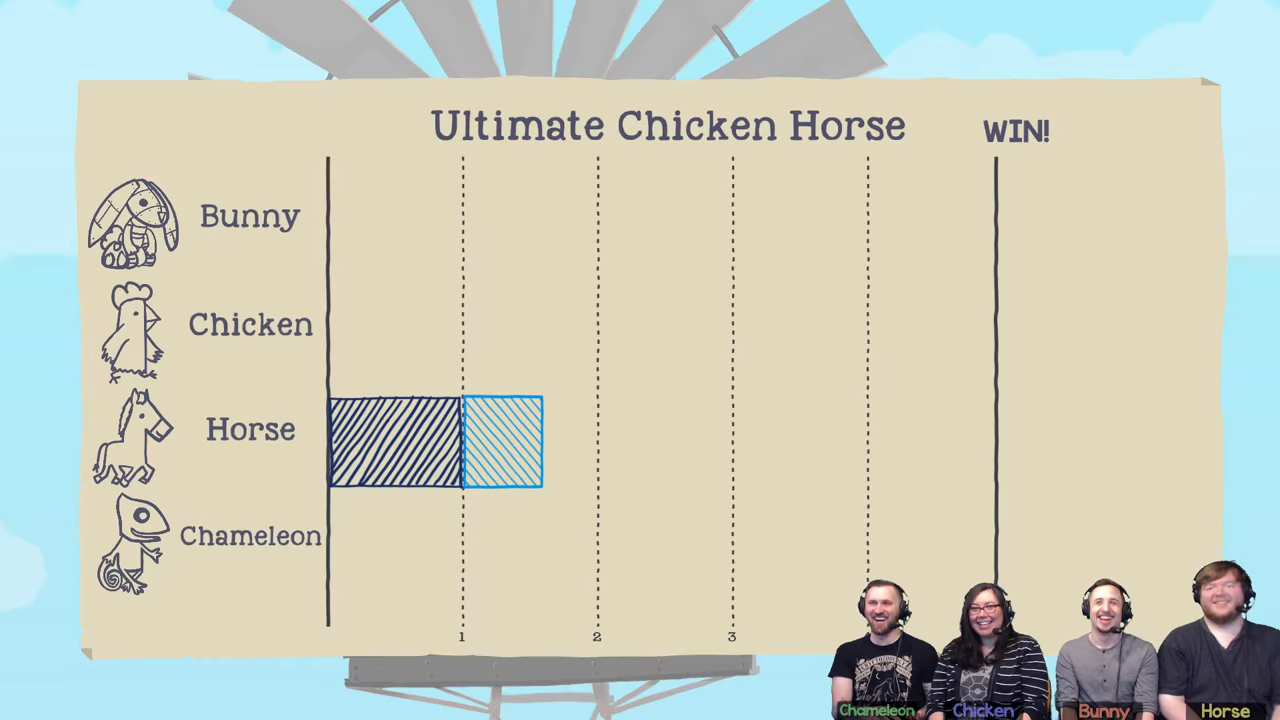 Ultimate Chicken Horse
WIN!
Bunny
Chicken
Horse
Chameleon
1 2 3
Chameleon Chicken Bunny Horse